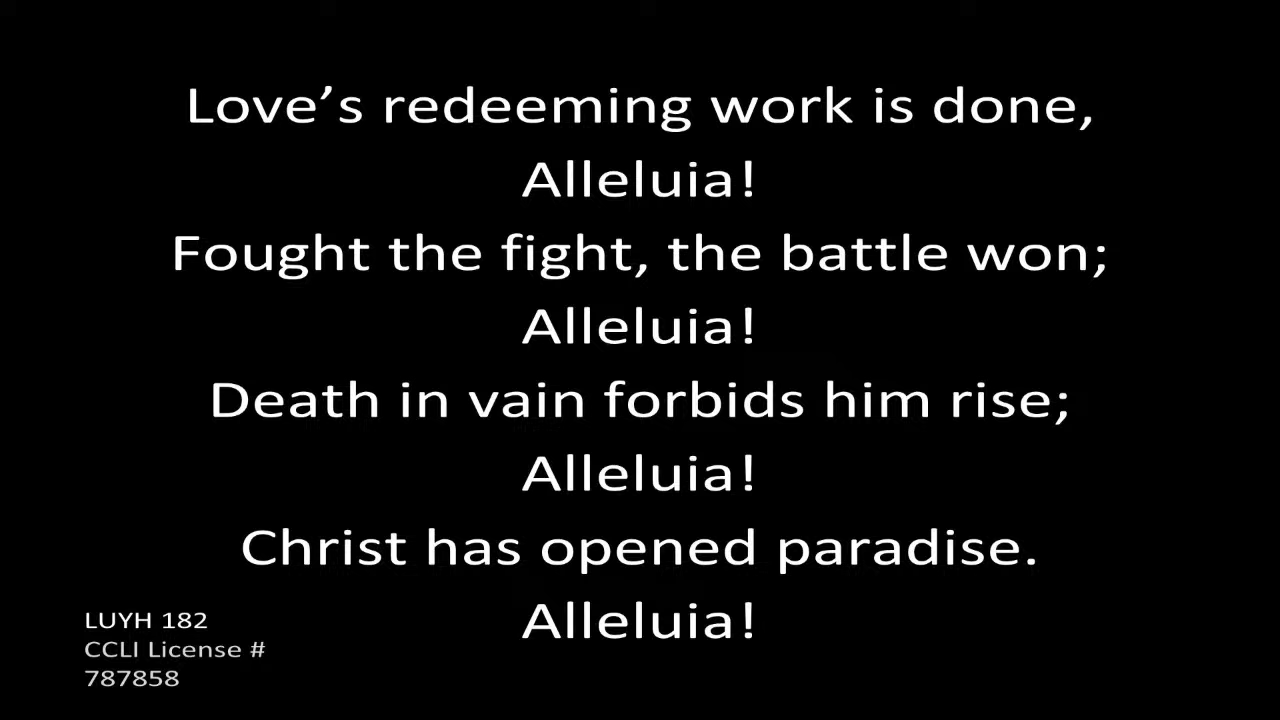 Love’s redeeming work is done,
Alleluia!
Fought the fight, the battle won;
Alleluia!
Death in vain forbids him rise;
Alleluia!
Christ has opened paradise.
Alleluia!
LUYH 182
CCLI License #
787858